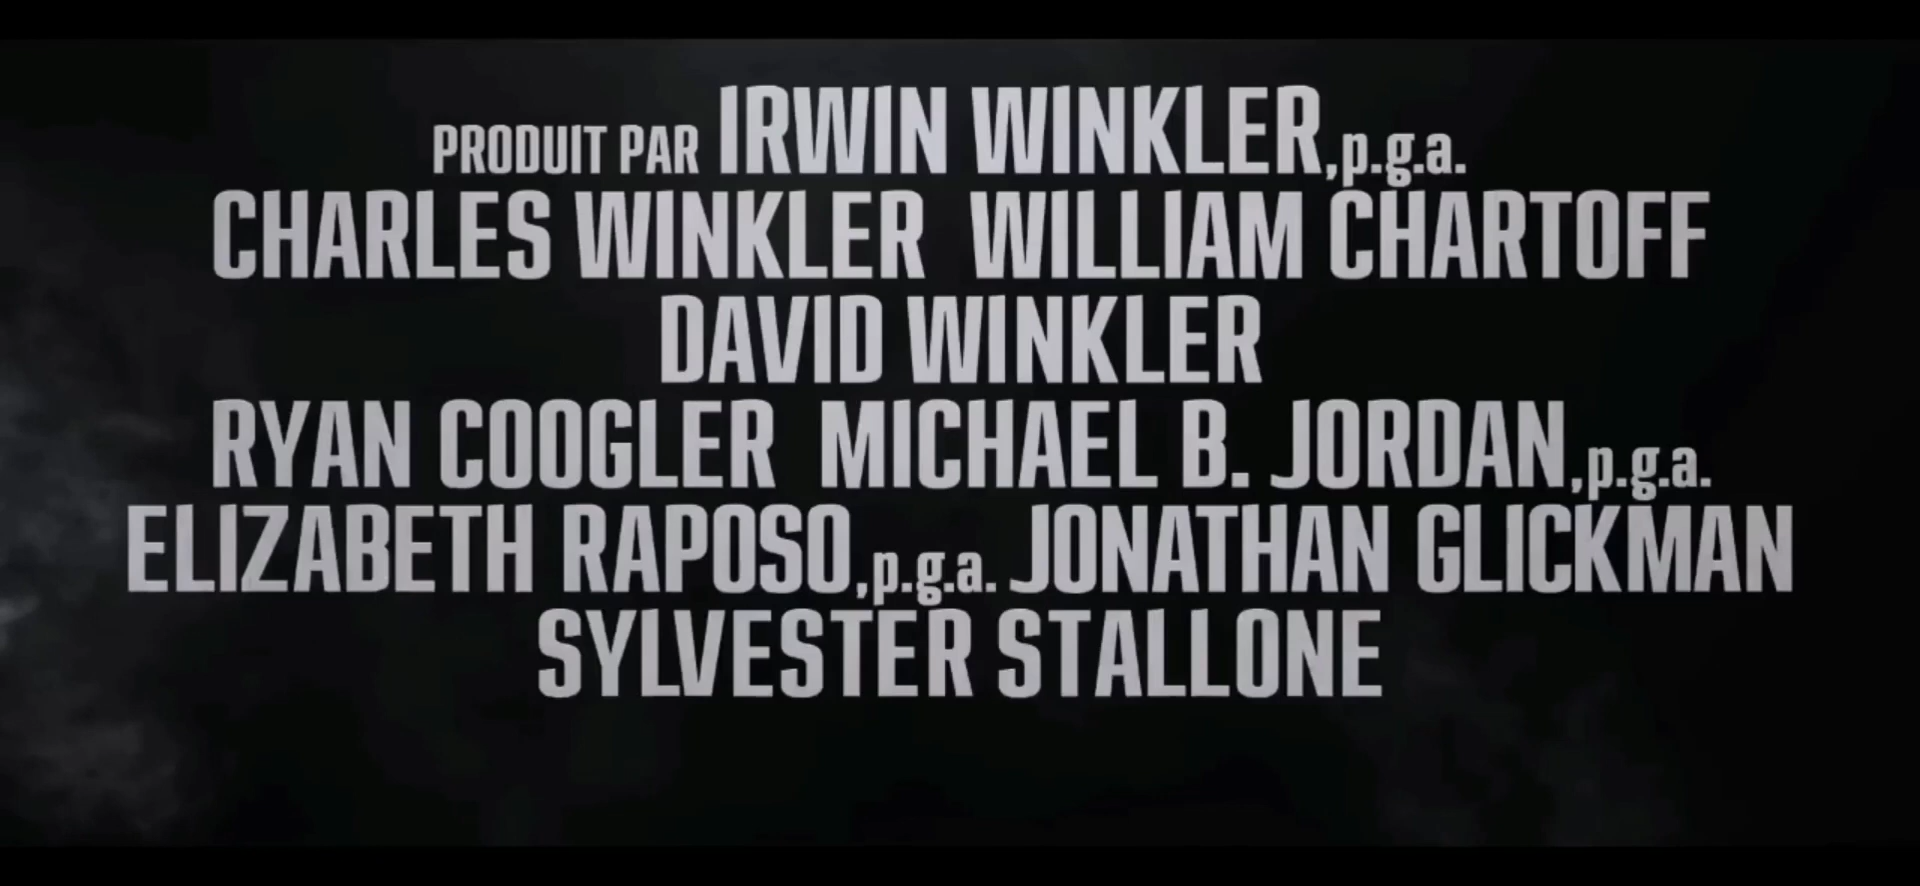 PRODUIT PAR IRWIN WINKLER, p.g.a.
CHARLES WINKLER WILLIAM CHARTOFF
DAVID WINKLER
RYAN COOGLER MICHAEL B. JORDAN, p.g.a.
ELIZABETH RAPOSO, p.g.a. JONATHAN GLICKMAN
SYLVESTER STALLONE